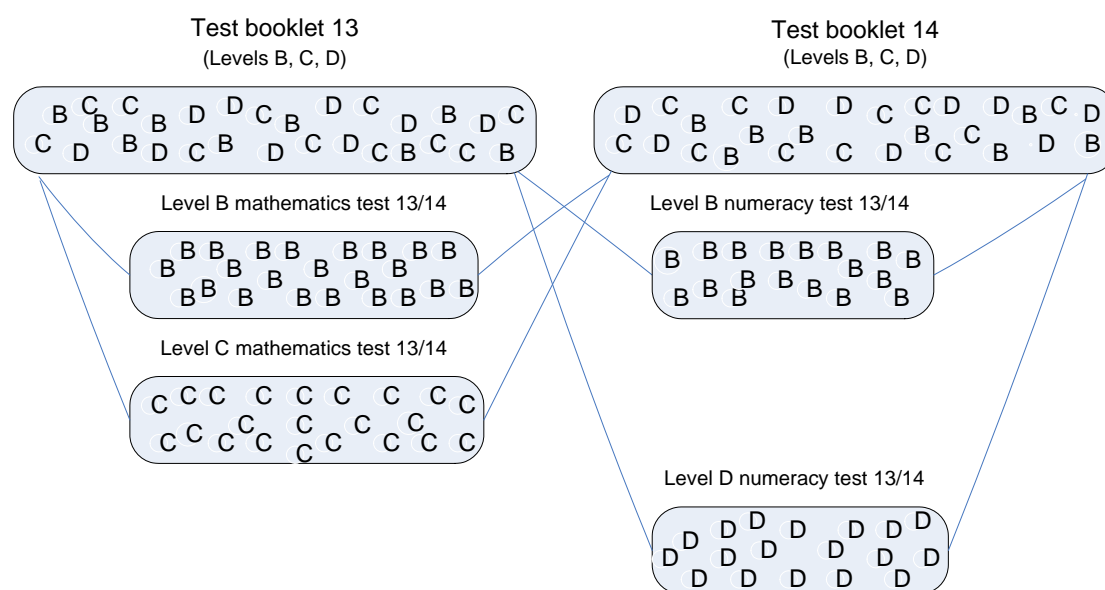 Test booklet 13
(Levels B, C, D)
B C B C B D D C B D C D B D C
C D B D C B D C D C B C C B
Test booklet 14
(Levels B, C, D)
D C B C D D C C D D B C D
C D C B B C B C D B C C B D B
Level B mathematics test 13/14
B B B B B B B B
B B B B B B
B B B B B B B B B
Level B numeracy test 13/14
B B B B B B B B
B B B B
B B B B B B
Level C mathematics test 13/14
C C C C C C C C C
C C C C C
C C C C C C C
C
Level D numeracy test 13/14
D D D D D D
D D D D D D D
D D D D D